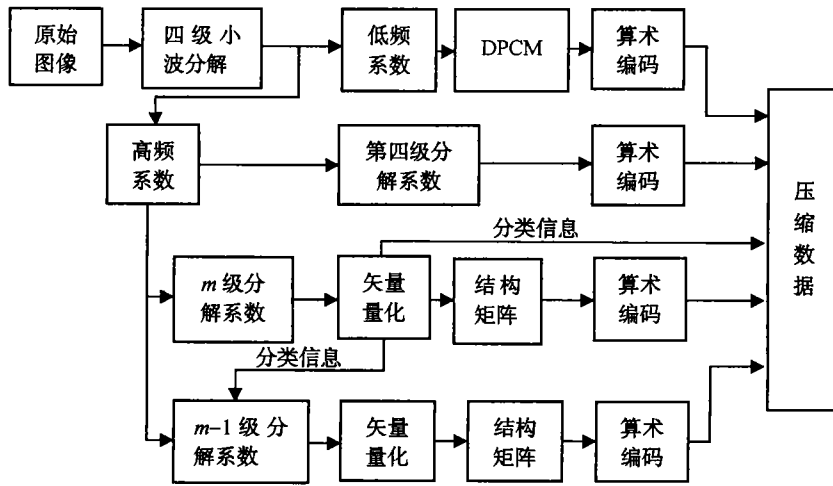 原始
图像
四级小
波分解
低频
系数
DPCM
算术
编码
高频
系数
第四级分
解系数
算术
编码
压
缩
数
据
分类信息
m级分
解系数
矢量
量化
结构
矩阵
算术
编码
分类信息
m-1级分
解系数
矢量
量化
结构
矩阵
算术
编码